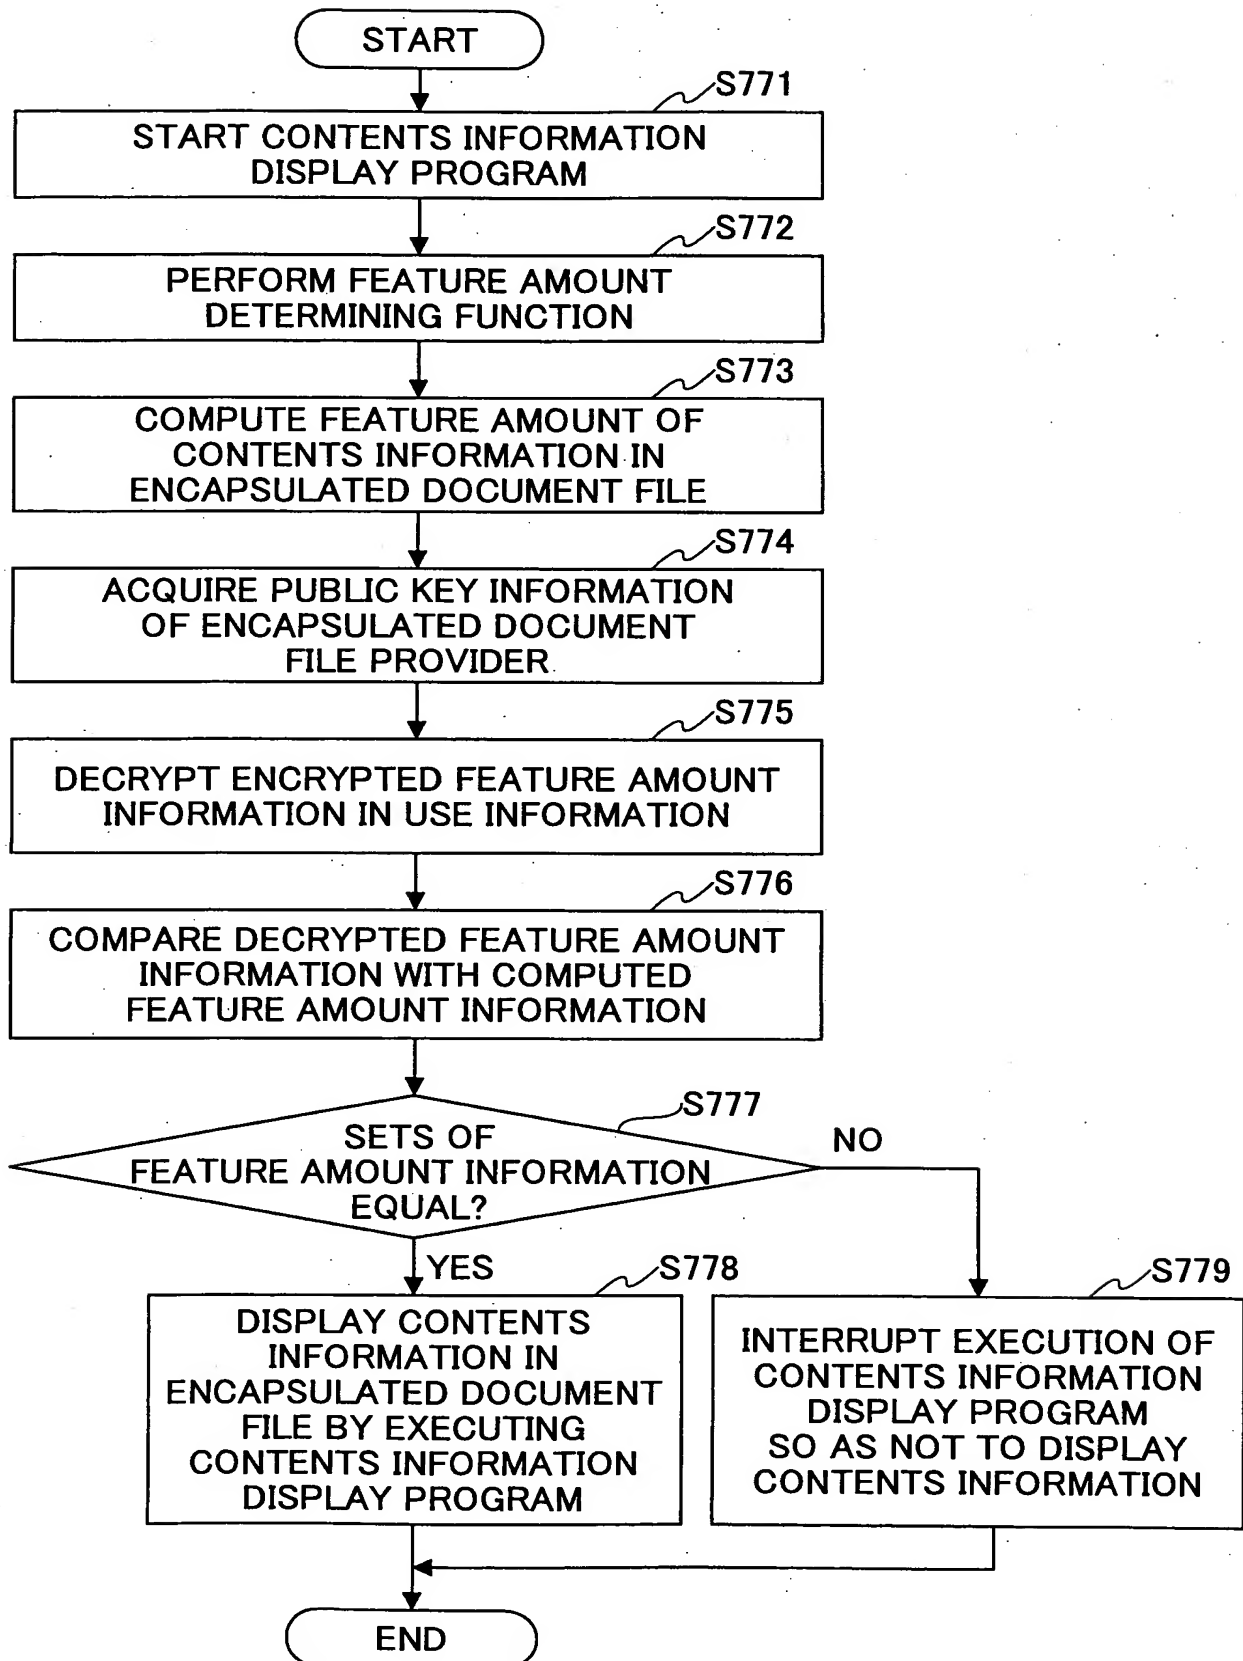 START
S771
START CONTENTS INFORMATION
DISPLAY PROGRAM
S772
PERFORM FEATURE AMOUNT
DETERMINING FUNCTION
S773
COMPUTE FEATURE AMOUNT OF
CONTENTS INFORMATION IN
ENCAPSULATED DOCUMENT FILE
S774
ACQUIRE PUBLIC KEY INFORMATION
OF ENCAPSULATED DOCUMENT
FILE PROVIDER
S775
DECRYPT ENCRYPTED FEATURE AMOUNT
INFORMATION IN USE INFORMATION
S776
COMPARE DECRYPTED FEATURE AMOUNT
INFORMATION WITH COMPUTED
FEATURE AMOUNT INFORMATION
S777
SETS OF
FEATURE AMOUNT INFORMATION
EQUAL?
NO
YES
S778
DISPLAY CONTENTS
INFORMATION IN
ENCAPSULATED DOCUMENT
FILE BY EXECUTING
CONTENTS INFORMATION
DISPLAY PROGRAM
S779
INTERRUPT EXECUTION OF
CONTENTS INFORMATION
DISPLAY PROGRAM
SO AS NOT TO DISPLAY
CONTENTS INFORMATION
END